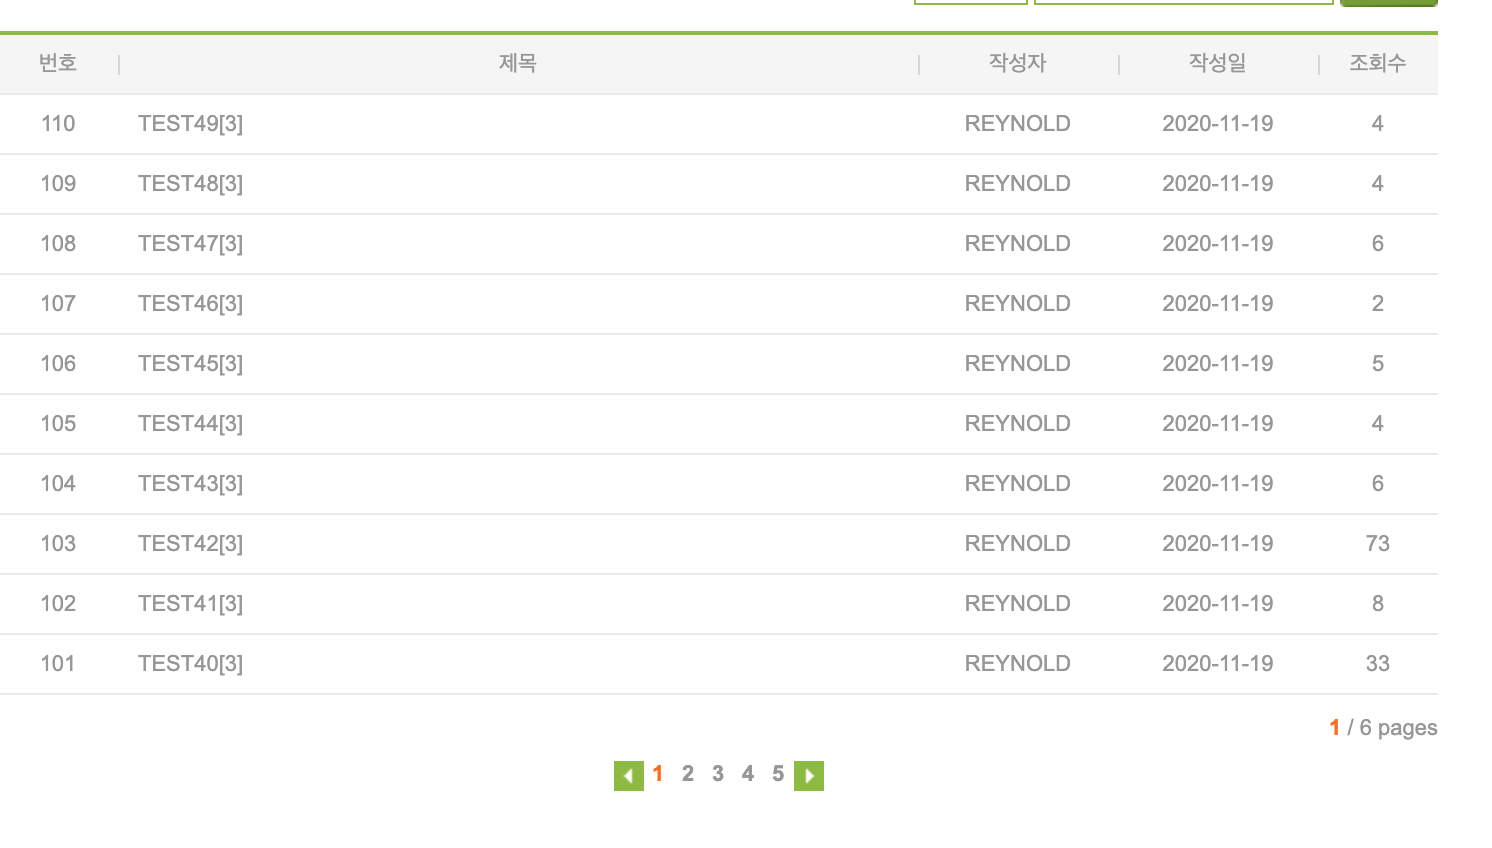 번호 제목 작성자 작성일 조회수
110 TEST49[3] REYNOLD 2020-11-19 4
109 TEST48[3] REYNOLD 2020-11-19 4
108 TEST47[3] REYNOLD 2020-11-19 6
107 TEST46[3] REYNOLD 2020-11-19 2
106 TEST45[3] REYNOLD 2020-11-19 5
105 TEST44[3] REYNOLD 2020-11-19 4
104 TEST43[3] REYNOLD 2020-11-19 6
103 TEST42[3] REYNOLD 2020-11-19 73
102 TEST41[3] REYNOLD 2020-11-19 8
101 TEST40[3] REYNOLD 2020-11-19 33
1 / 6 pages
1 2 3 4 5